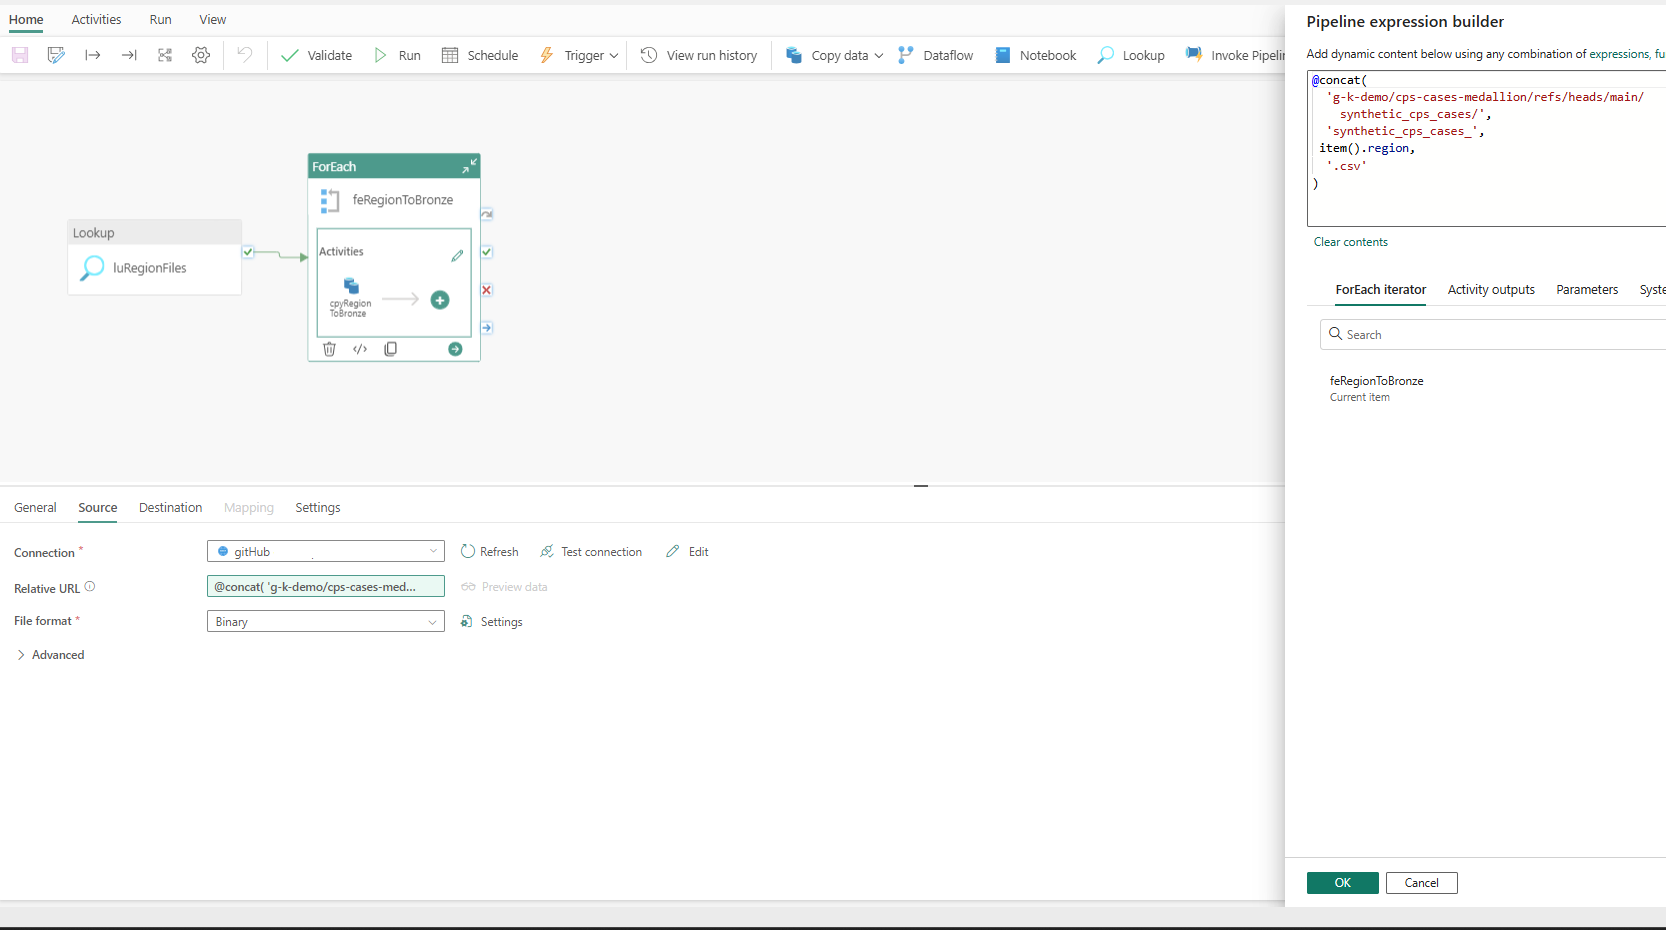 Home Activities Run View
Validate Run Schedule Trigger View run history Copy data Dataflow Notebook Lookup Invoke Pipelin
ForEach
feRegionToBronze
Lookup
luRegionFiles
Activities
cpyRegion
ToBronze
</>
General Source Destination Mapping Settings
Connection * gitHub Refresh Test connection Edit
Relative URL @concat( 'g-k-demo/cps-cases-med... Preview data
File format * Binary Settings
Advanced
Pipeline expression builder
Add dynamic content below using any combination of expressions, fu
@concat(
'g-k-demo/cps-cases-medallion/refs/heads/main/
synthetic_cps_cases/',
'synthetic_cps_cases_',
item().region,
'.csv'
)
Clear contents
ForEach iterator Activity outputs Parameters Syste
Search
feRegionToBronze
Current item
OK Cancel